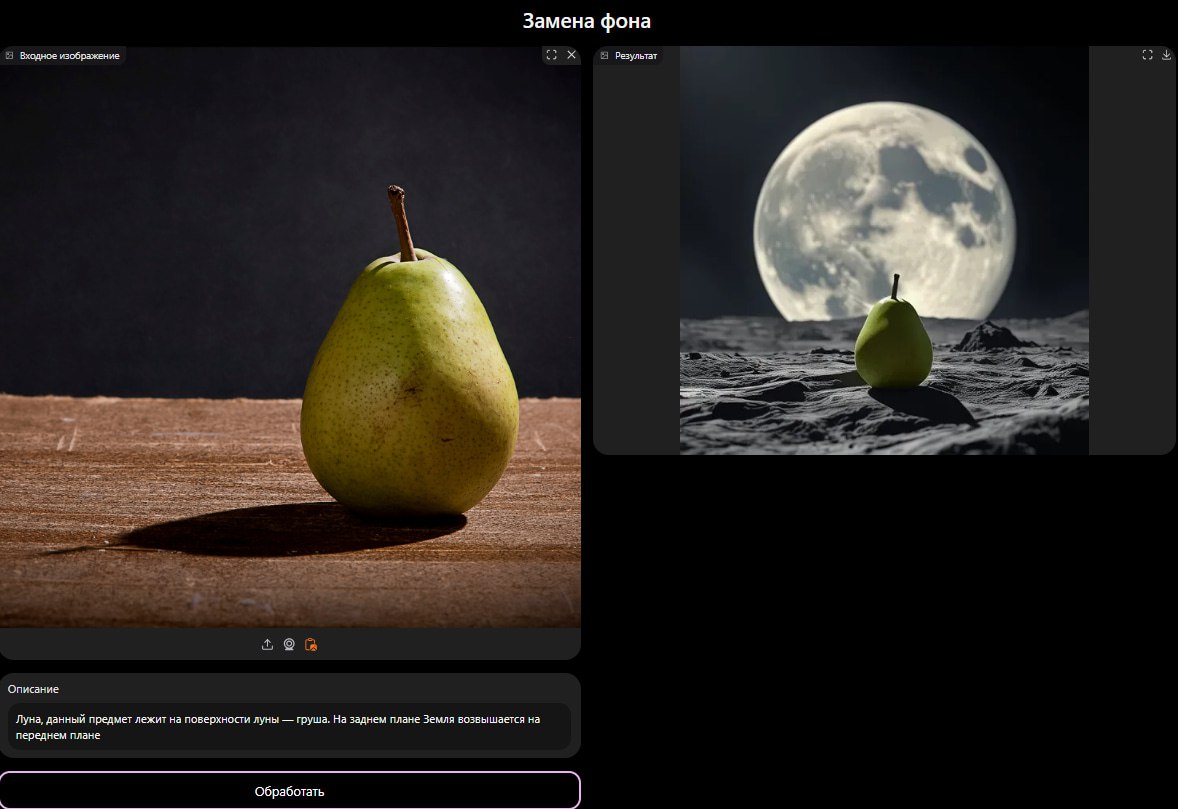 Замена фона
Входное изображение
Результат
Описание
Луна, данный предмет лежит на поверхности луны — груша. На заднем плане Земля возвышается на
переднем плане
Обработать